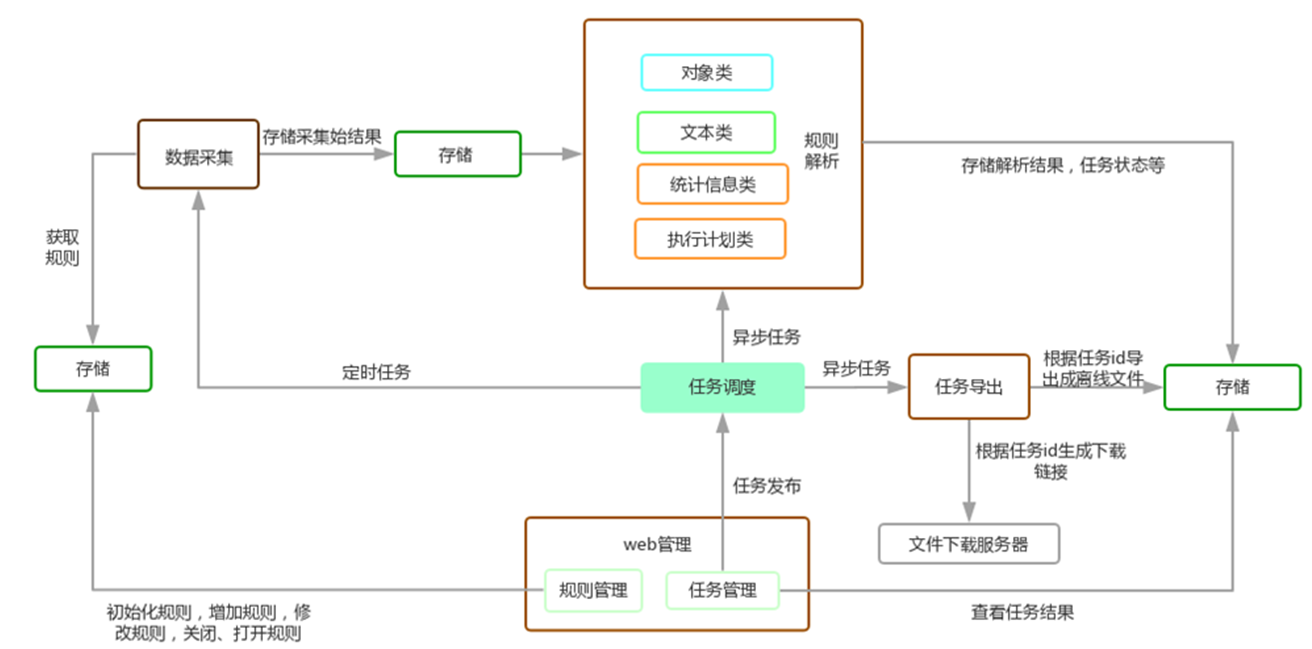 对象类
文本类
统计信息类
执行计划类
规则
解析
数据采集
存储采集始结果
存储
存储解析结果，任务状态等
获取
规则
存储
定时任务
异步任务
任务调度
异步任务
任务导出
根据任务id导
出成离线文件
存储
根据任务id生成下载
链接
文件下载服务器
任务发布
web管理
规则管理
任务管理
初始化规则，增加规则，修
改规则，关闭、打开规则
查看任务结果